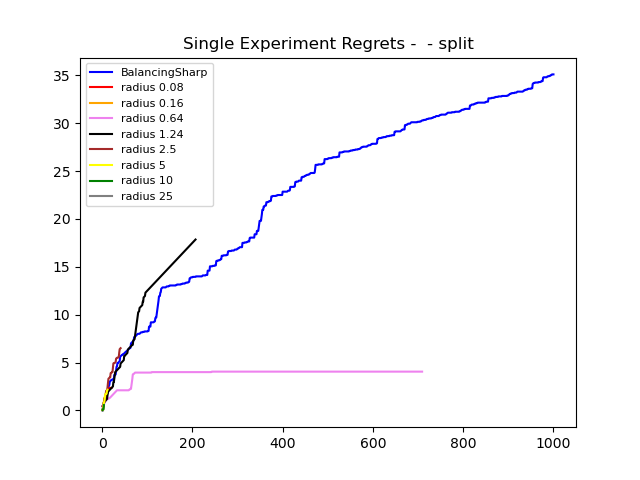 Single Experiment Regrets -  - split
BalancingSharp
radius 0.08
radius 0.16
radius 0.64
radius 1.24
radius 2.5
radius 5
radius 10
radius 25
35
30
25
20
15
10
5
0
0 200 400 600 800 1000